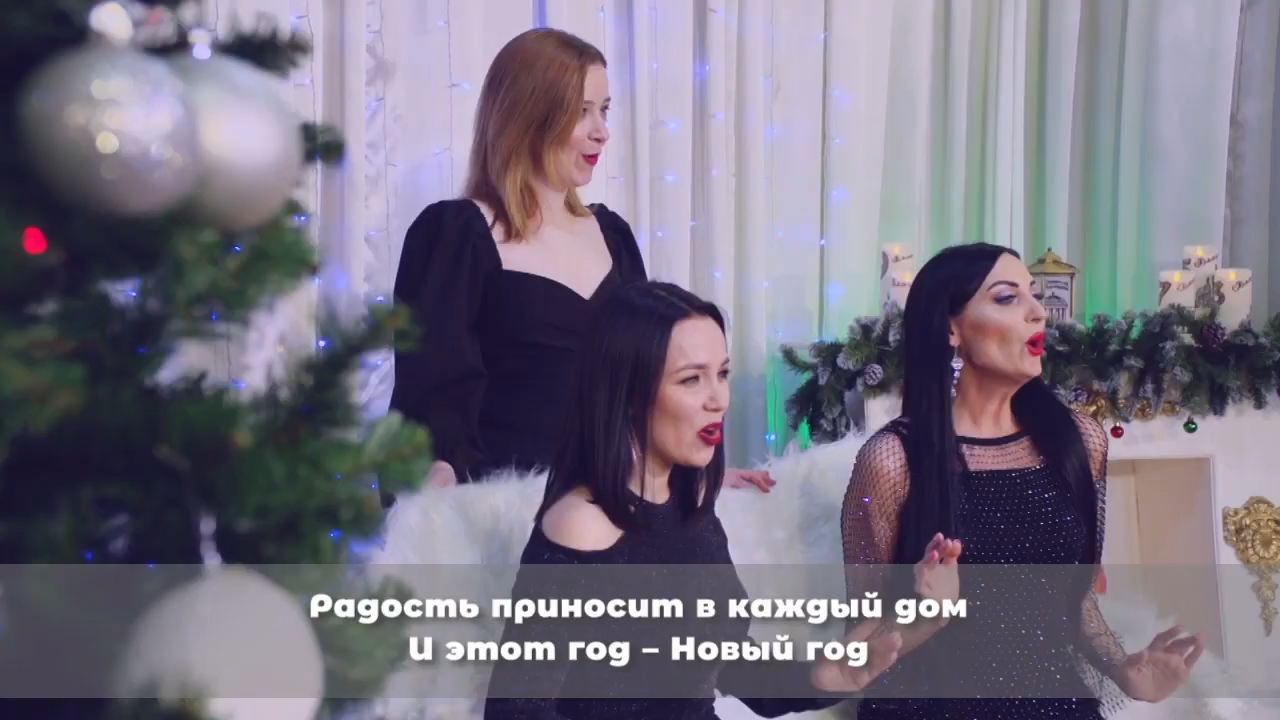 Радость приносит в каждый дом
И этот год – Новый год